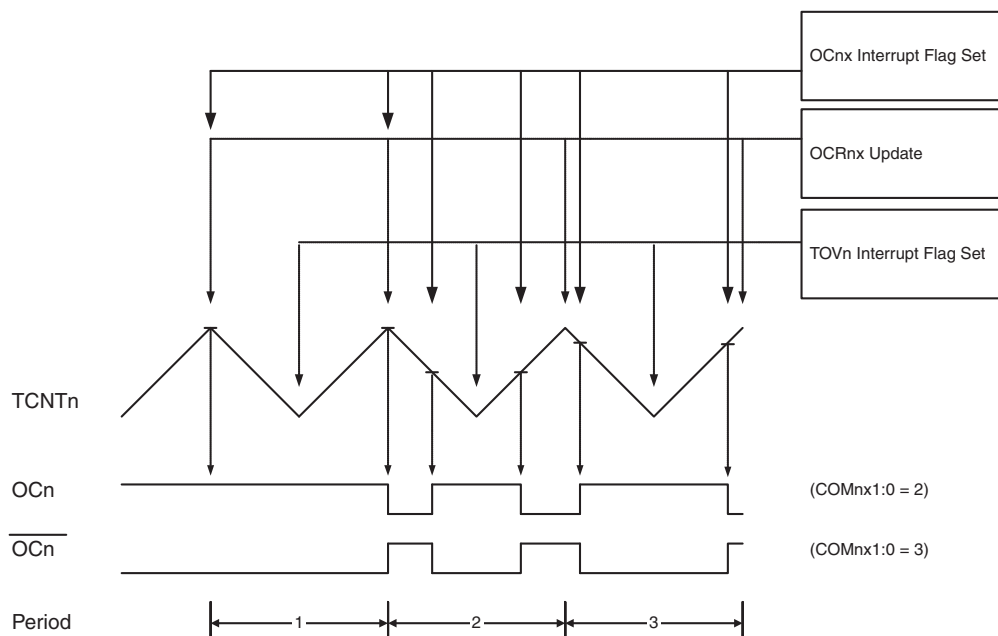 OCnx Interrupt Flag Set
OCRnx Update
TOVn Interrupt Flag Set
TCNTn
OCn
(COMnx1:0 = 2)
OCn
(COMnx1:0 = 3)
Period
1
2
3